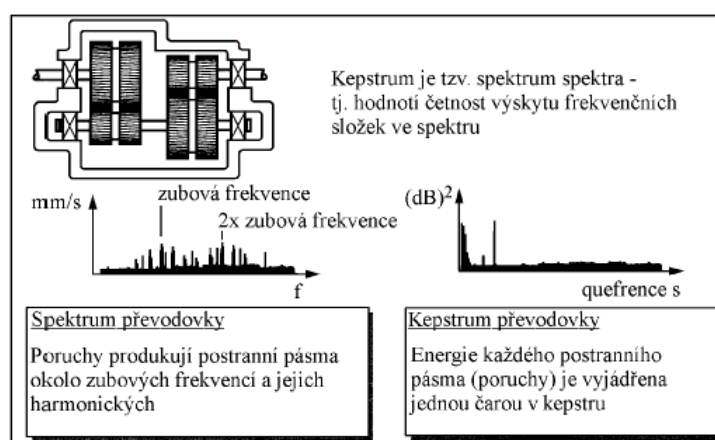 Kepstrum je tzv. spektrum spektra -
tj. hodnotí četnost výskytu frekvenčních
složek ve spektru
mm/s
zubová frekvence
2x zubová frekvence
f
(dB)²
quefrence s
Spektrum převodovky
Poruchy produkují postranní pásma
okolo zubových frekvencí a jejich
harmonických
Kepstrum převodovky
Energie každého postranního
pásma (poruchy) je vyjádřena
jednou čarou v kepstru